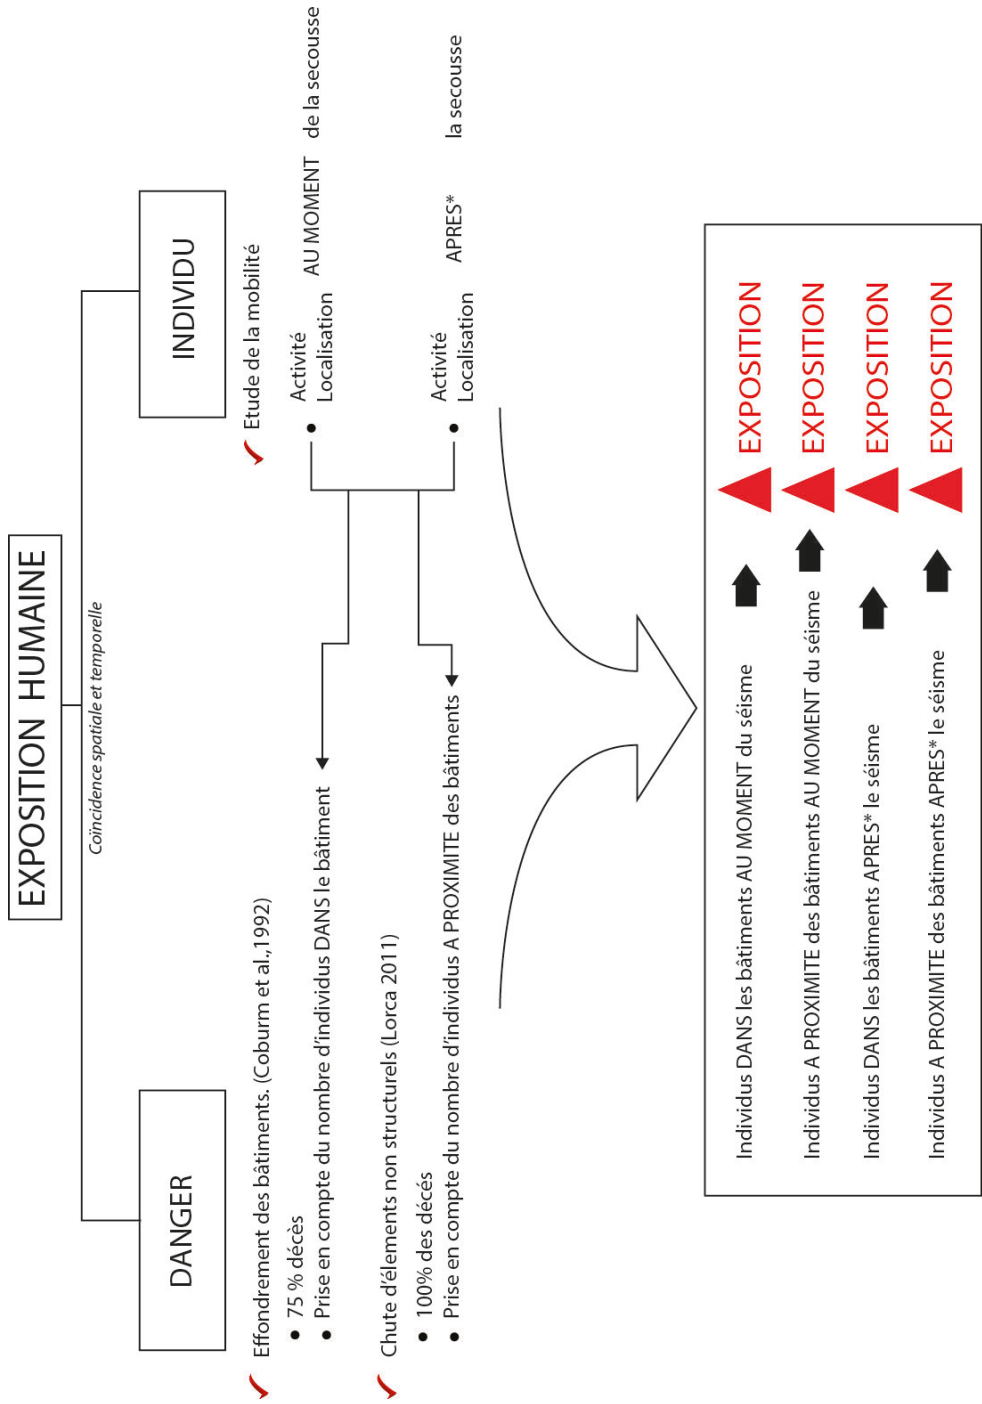 EXPOSITION HUMAINE
Coïncidence spatiale et temporelle
DANGER
Effondrement des bâtiments. (Coburm et al.,1992)
75 % décès
Prise en compte du nombre d'individus DANS le bâtiment
Chute d'élements non structurels (Lorca 2011)
100% des décés
Prise en compte du nombre d'individus A PROXIMITE des bâtiments
INDIVIDU
Etude de la mobilité
Activité
Localisation
AU MOMENT de la secousse
Activité
Localisation
APRES* la secousse
Individus DANS les bâtiments AU MOMENT du séisme EXPOSITION
Individus A PROXIMITE des bâtiments AU MOMENT du séisme EXPOSITION
Individus DANS les bâtiments APRES* le séisme EXPOSITION
Individus A PROXIMITE des bâtiments APRES* le séisme EXPOSITION